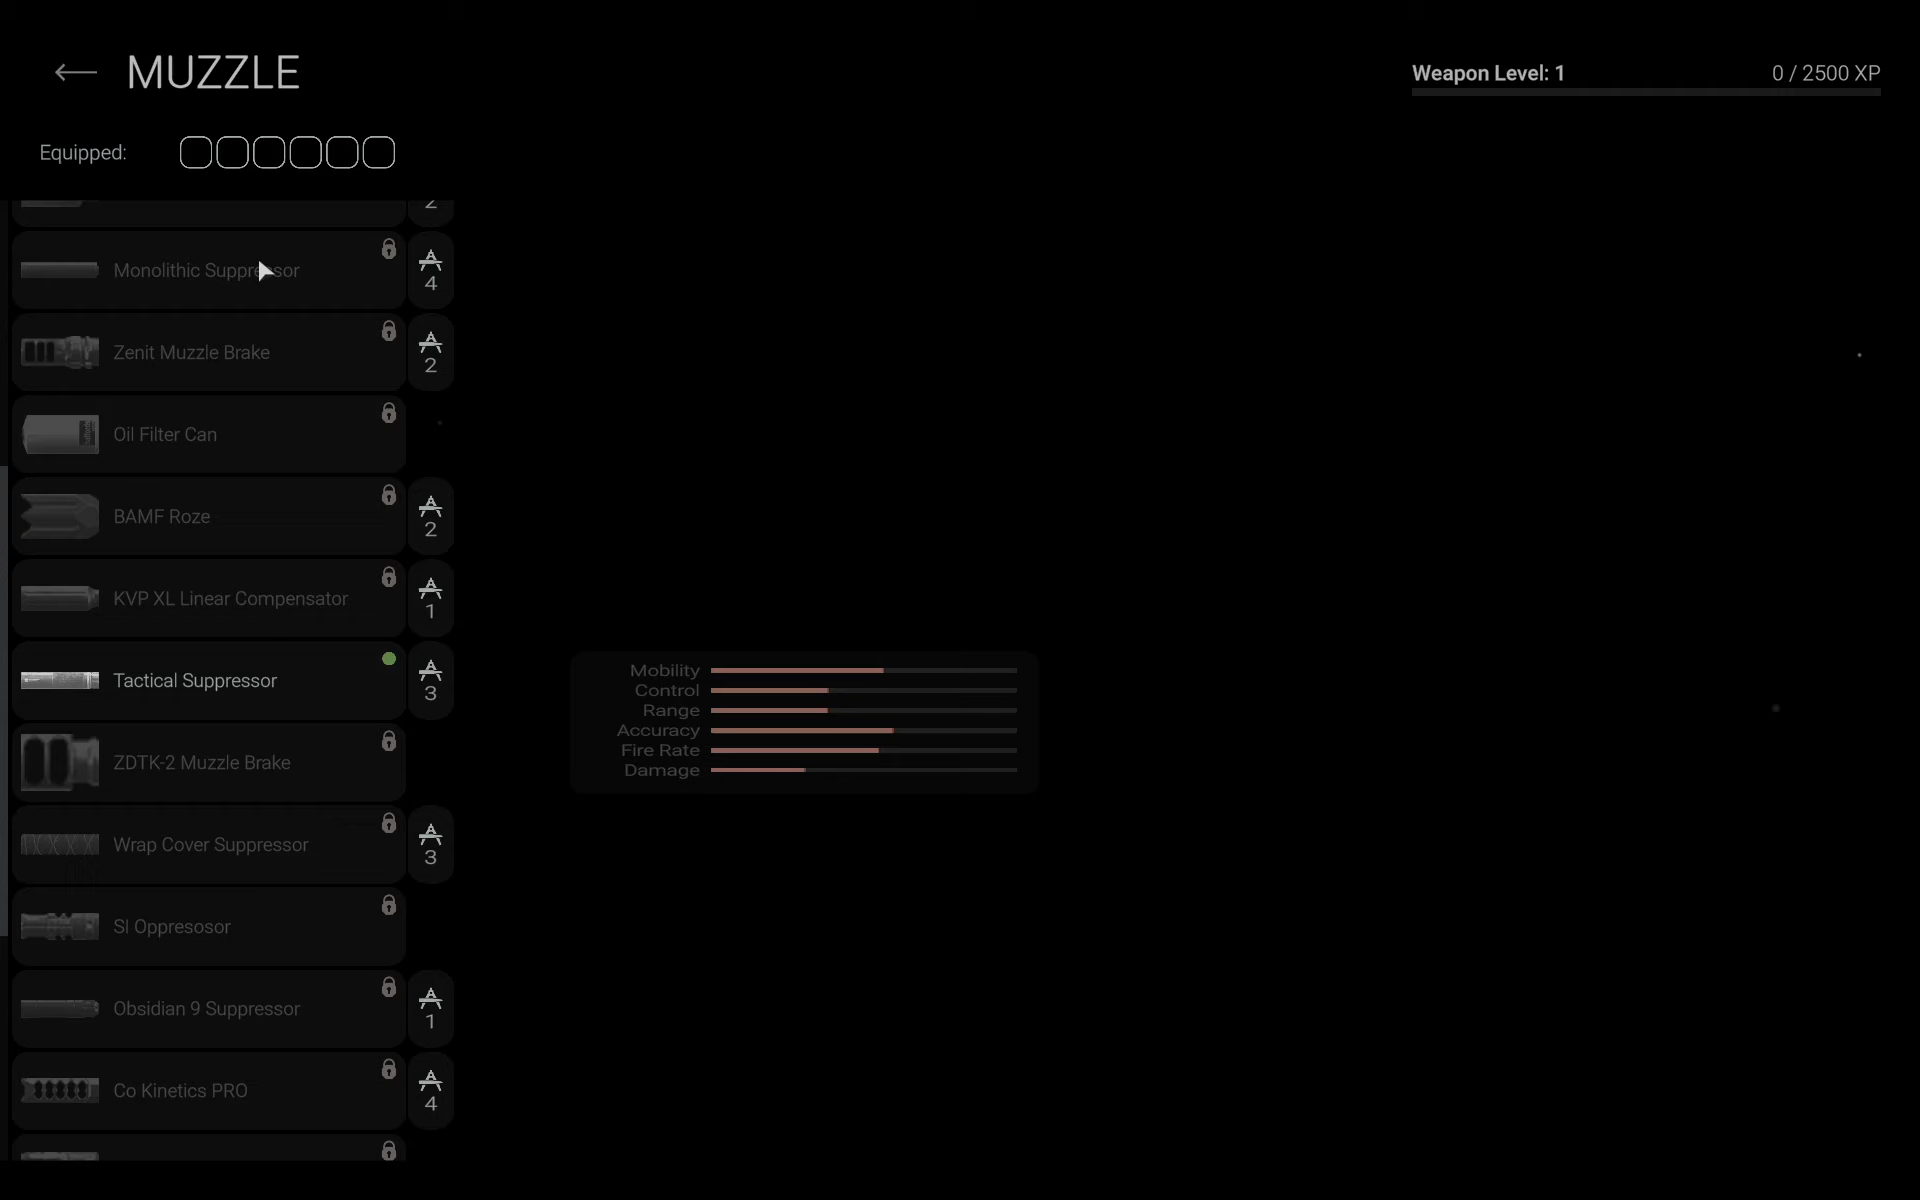 MUZZLE
Weapon Level: 1
0 / 2500 XP
Equipped:
2
Monolithic Suppressor
4
Zenit Muzzle Brake
2
Oil Filter Can
BAMF Roze
2
KVP XL Linear Compensator
1
Tactical Suppressor
3
ZDTK-2 Muzzle Brake
Wrap Cover Suppressor
3
SI Oppresosor
Obsidian 9 Suppressor
1
Co Kinetics PRO
4
Mobility
Control
Range
Accuracy
Fire Rate
Damage